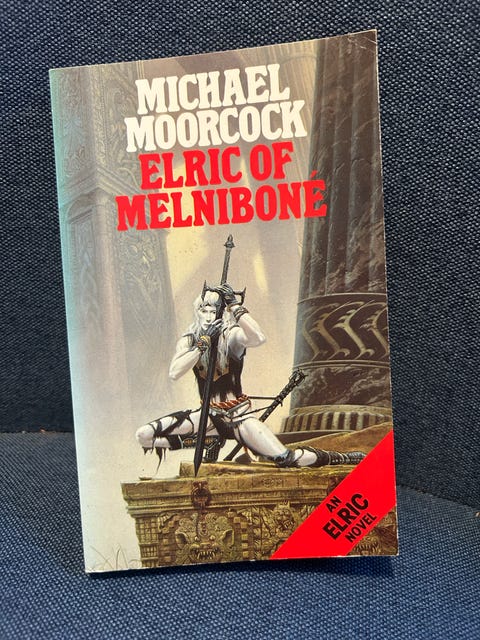 MICHAEL
MOORCOCK
ELRIC OF
MELNIBONÉ
AN
ELRIC
NOVEL